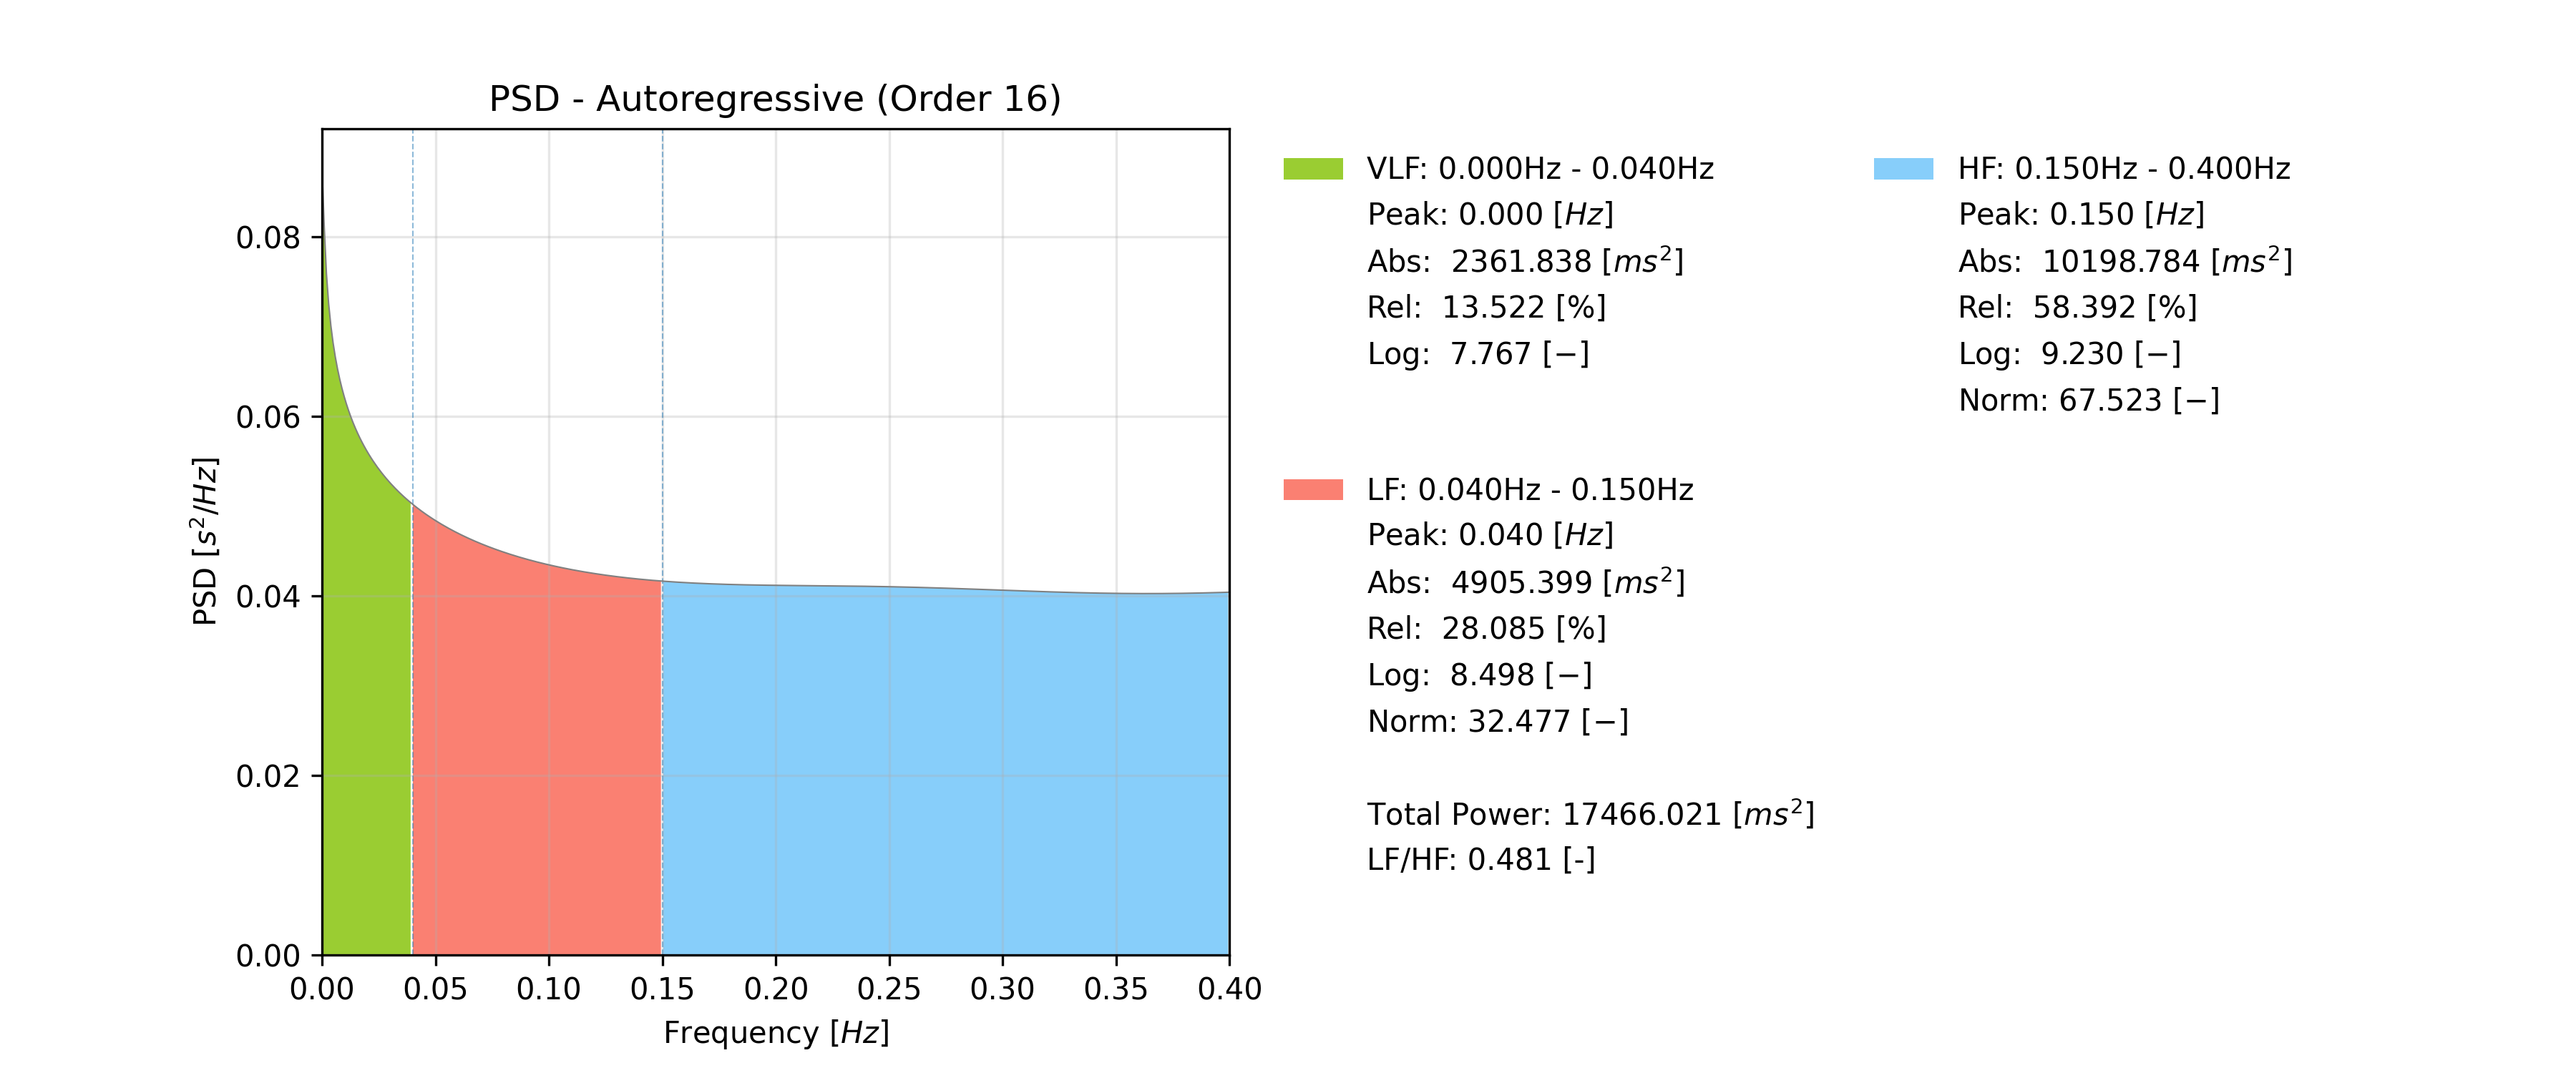 PSD - Autoregressive (Order 16)
PSD [s²/Hz]
0.08
0.06
0.04
0.02
0.00
0.00 0.05 0.10 0.15 0.20 0.25 0.30 0.35 0.40
Frequency [Hz]
VLF: 0.000Hz - 0.040Hz
Peak: 0.000 [Hz]
Abs: 2361.838 [ms²]
Rel: 13.522 [%]
Log: 7.767 [−]
LF: 0.040Hz - 0.150Hz
Peak: 0.040 [Hz]
Abs: 4905.399 [ms²]
Rel: 28.085 [%]
Log: 8.498 [−]
Norm: 32.477 [−]
Total Power: 17466.021 [ms²]
LF/HF: 0.481 [-]
HF: 0.150Hz - 0.400Hz
Peak: 0.150 [Hz]
Abs: 10198.784 [ms²]
Rel: 58.392 [%]
Log: 9.230 [−]
Norm: 67.523 [−]